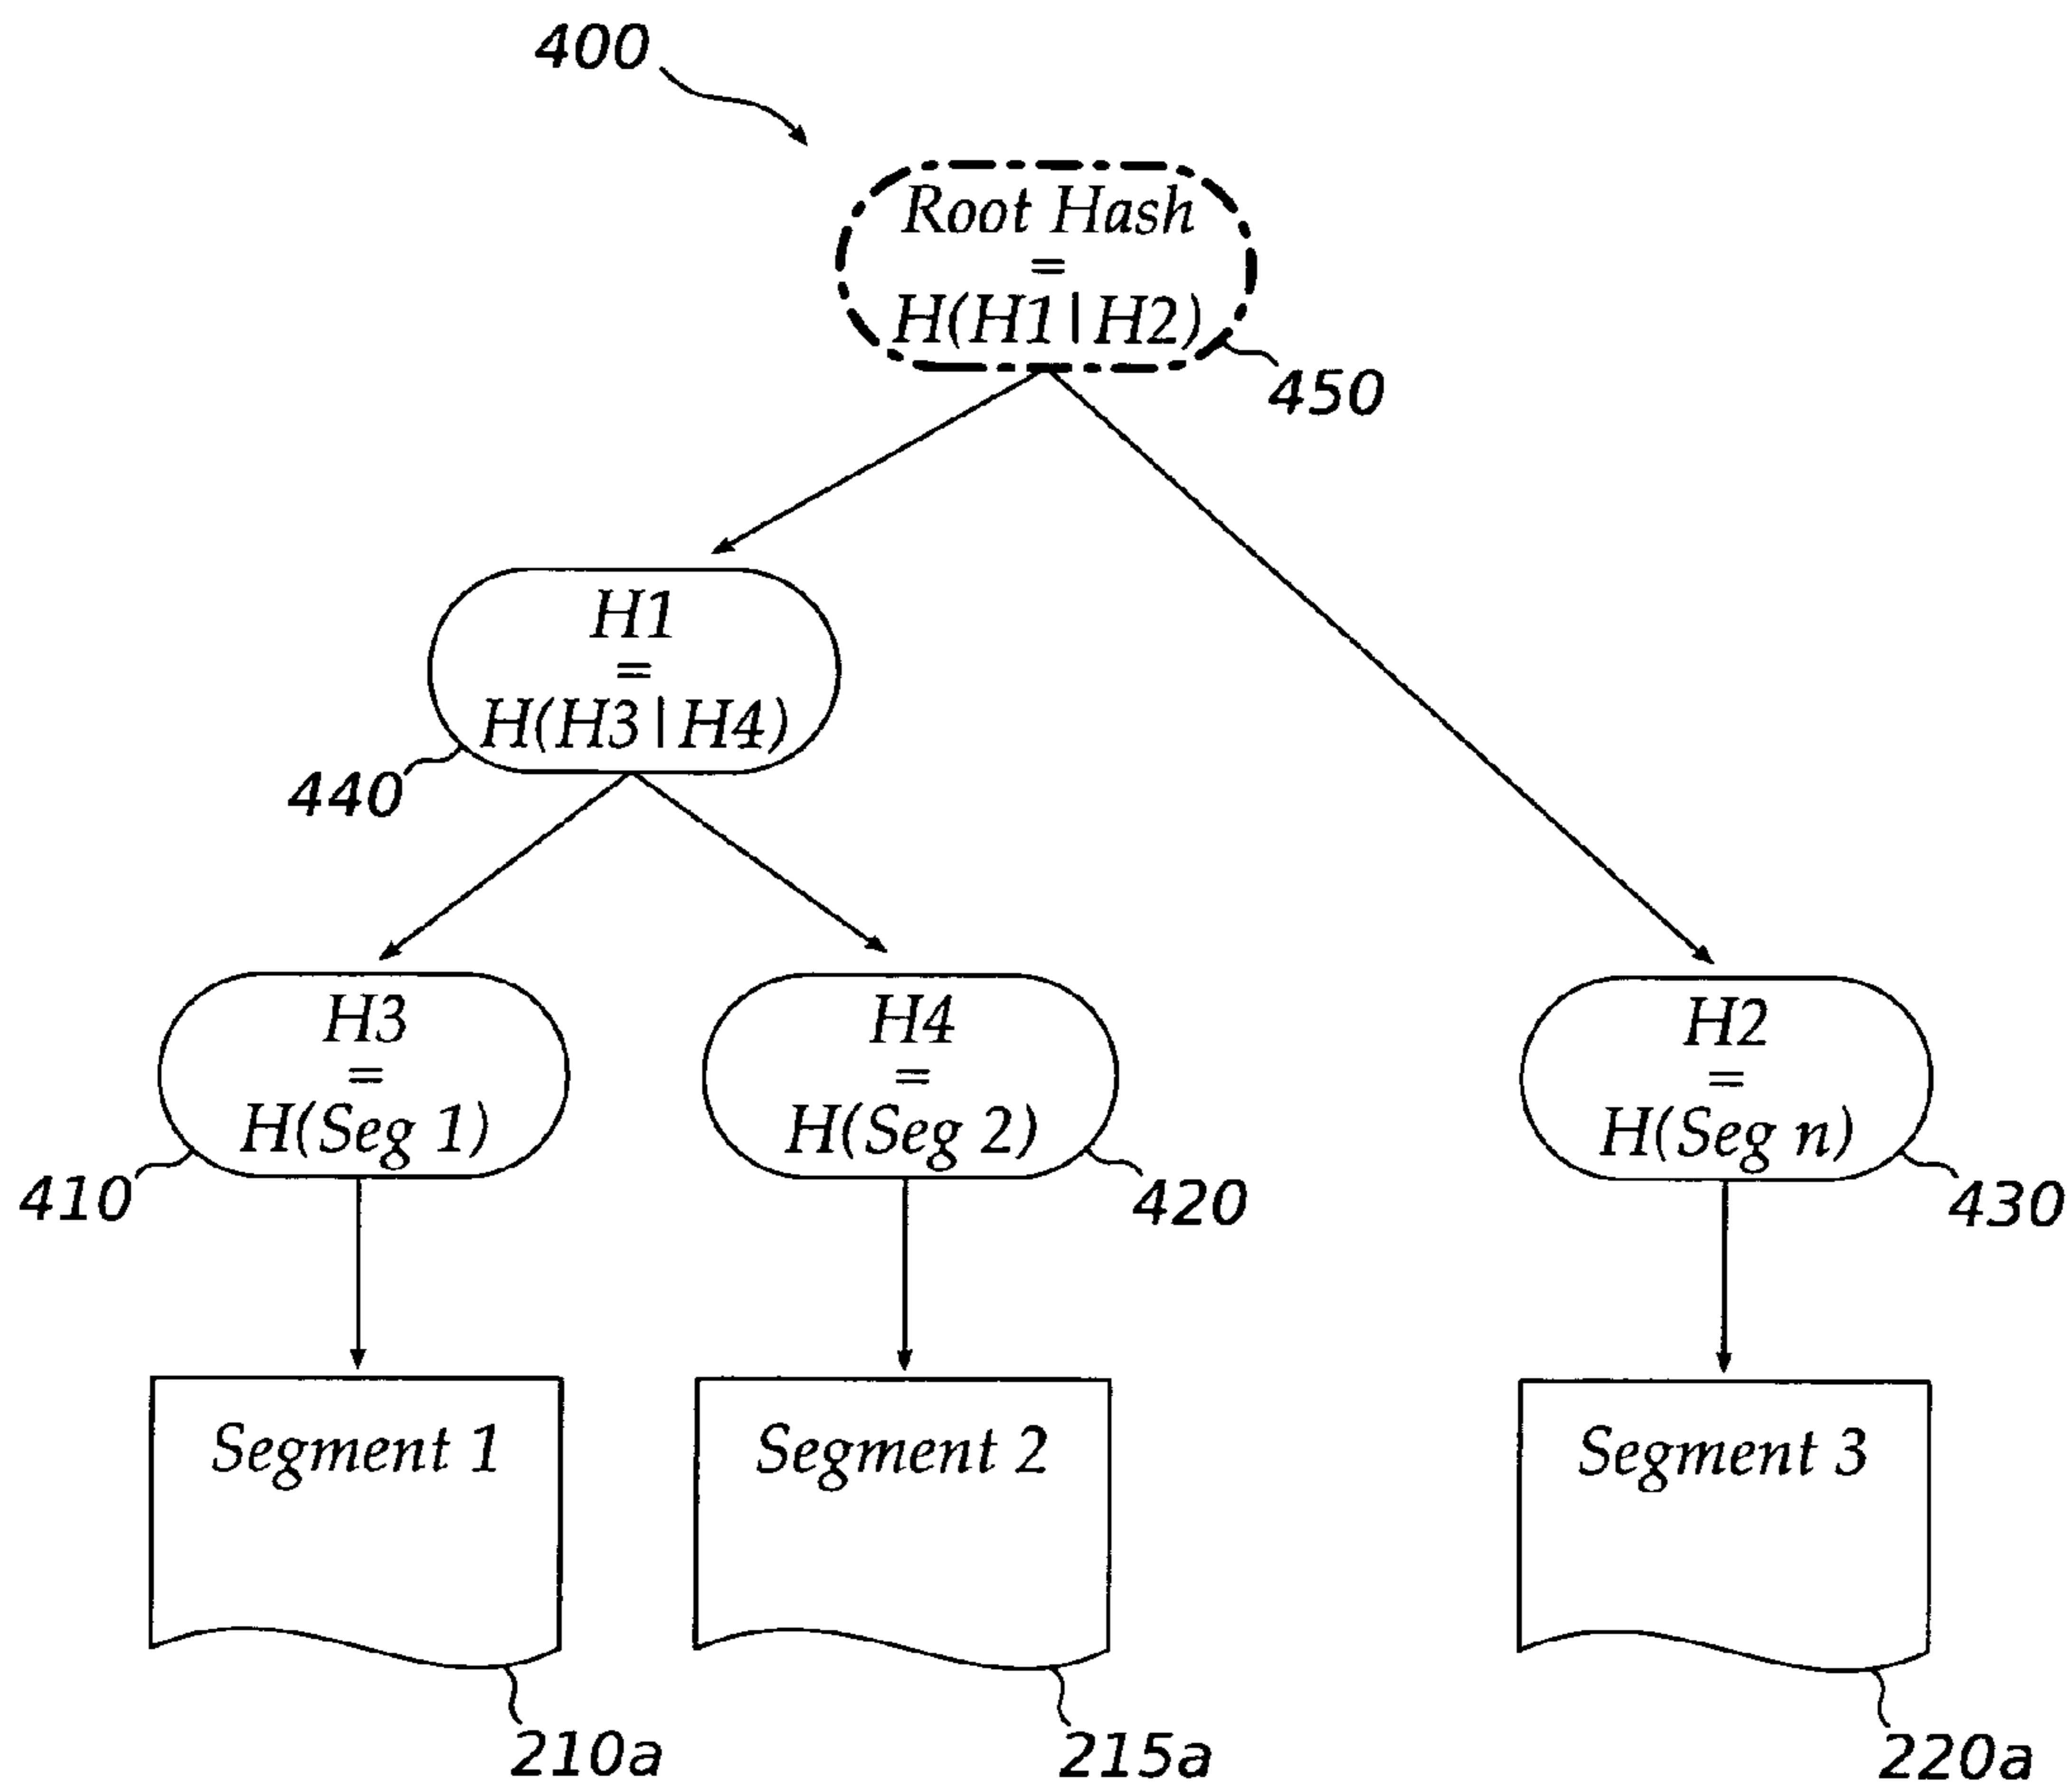 400
Root Hash
=
H(H1|H2)
450
H1
=
H(H3|H4)
440
H3
=
H(Seg 1)
410
H4
=
H(Seg 2)
420
H2
=
H(Seg n)
430
Segment 1
210a
Segment 2
215a
Segment 3
220a